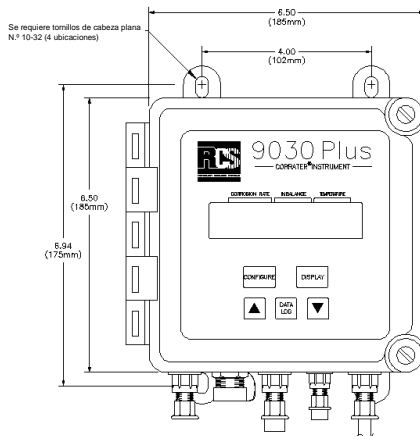 Se requiere tornillos de cabeza plana
N.º 10-32 (4 ubicaciones)
6.50
(165mm)
4.00
(102mm)
RCS
9030 Plus
CORRATER® INSTRUMENT
CORROSION RATE IMBALANCE TEMPERATURE
6.50
(165mm)
6.94
(175mm)
CONFIGURE DISPLAY
DATA
LOG